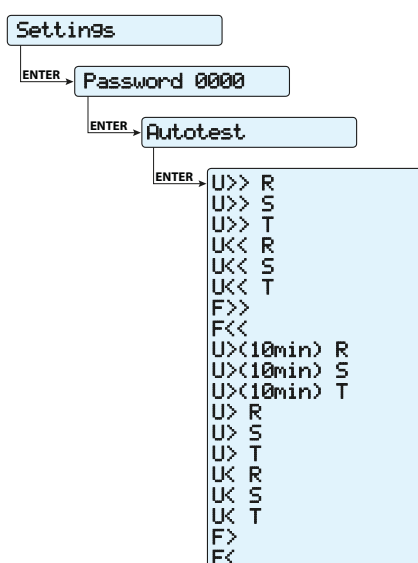 Settings
ENTER
Password 0000
ENTER
Autotest
ENTER
U>> R
U>> S
U>> T
U<< R
U<< S
U<< T
F>>
F<<
U>(10min) R
U>(10min) S
U>(10min) T
U> R
U> S
U> T
U< R
U< S
U< T
F>
F<